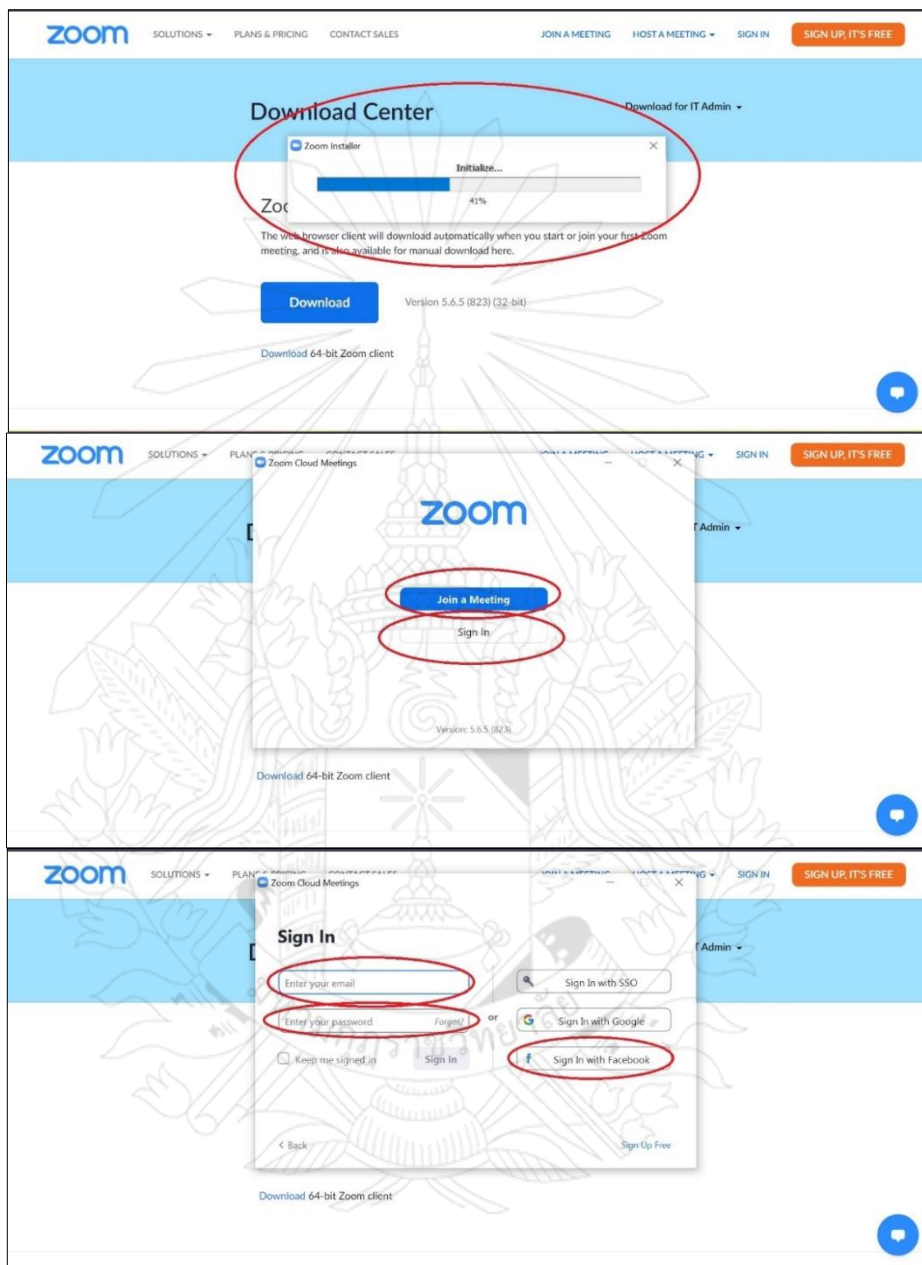 zoom SOLUTIONS PLANS & PRICING CONTACT SALES JOIN A MEETING HOST A MEETING SIGN IN SIGN UP, IT'S FREE
Download Center Download for IT Admin
Zoom Installer
Initialize...
41%
The web browser client will download automatically when you start or join your first Zoom
meeting, and is also available for manual download here.
Download Version 5.6.5 (823) (32-bit)
Download 64-bit Zoom client
zoom SOLUTIONS SIGN IN SIGN UP, IT'S FREE
Zoom Cloud Meetings
zoom
Admin
Join a Meeting
Sign In
Version: 5.6.5 (823)
Download 64-bit Zoom client
zoom SOLUTIONS SIGN IN SIGN UP, IT'S FREE
Zoom Cloud Meetings
Sign In
Admin
Enter your email Sign In with SSO
Enter your password Forgot? or Sign In with Google
Keep me signed in Sign In Sign In with Facebook
< Back Sign Up Free
Download 64-bit Zoom client